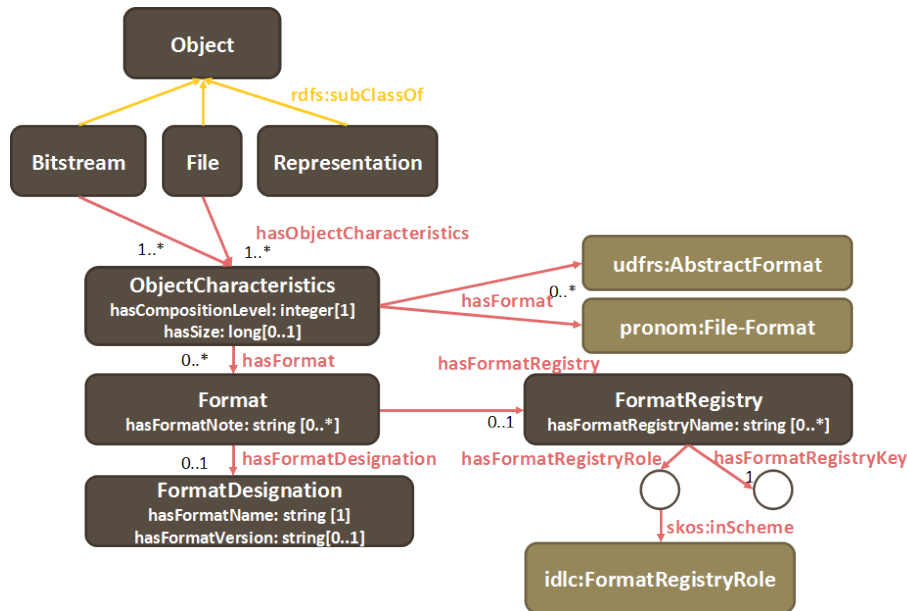 Object
rdfs:subClassOf
Bitstream
File
Representation
hasObjectCharacteristics
1..*
1..*
ObjectCharacteristics
hasCompositionLevel: integer[1]
hasSize: long[0..1]
udfrs:AbstractFormat
hasFormat
0..*
pronom:File-Format
0..*
hasFormat
hasFormatRegistry
Format
hasFormatNote: string [0..*]
0..1
FormatRegistry
hasFormatRegistryName: string [0..*]
0..1
hasFormatDesignation
hasFormatRegistryRole
hasFormatRegistryKey
1
FormatDesignation
hasFormatName: string [1]
hasFormatVersion: string[0..1]
skos:inScheme
idlc:FormatRegistryRole